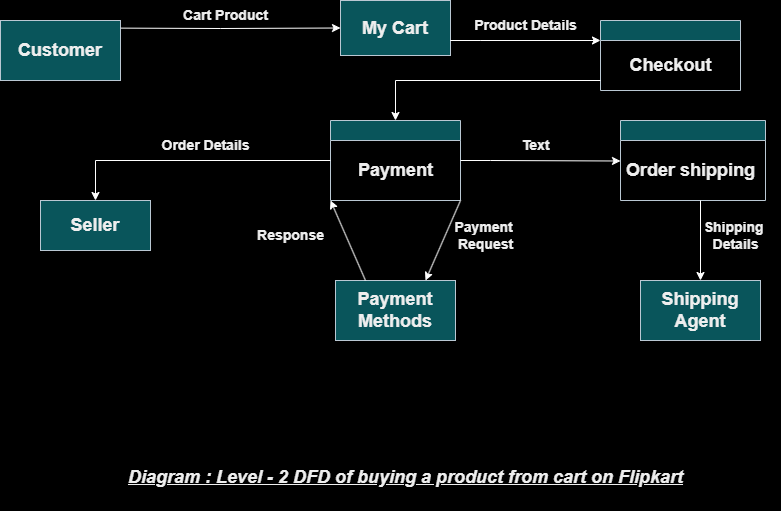 Cart Product
My Cart
Customer
Product Details
Checkout
Order Details
Text
Payment
Order shipping
Seller
Response
Payment
Request
Shipping
Details
Payment
Methods
Shipping
Agent
Diagram : Level - 2 DFD of buying a product from cart on Flipkart